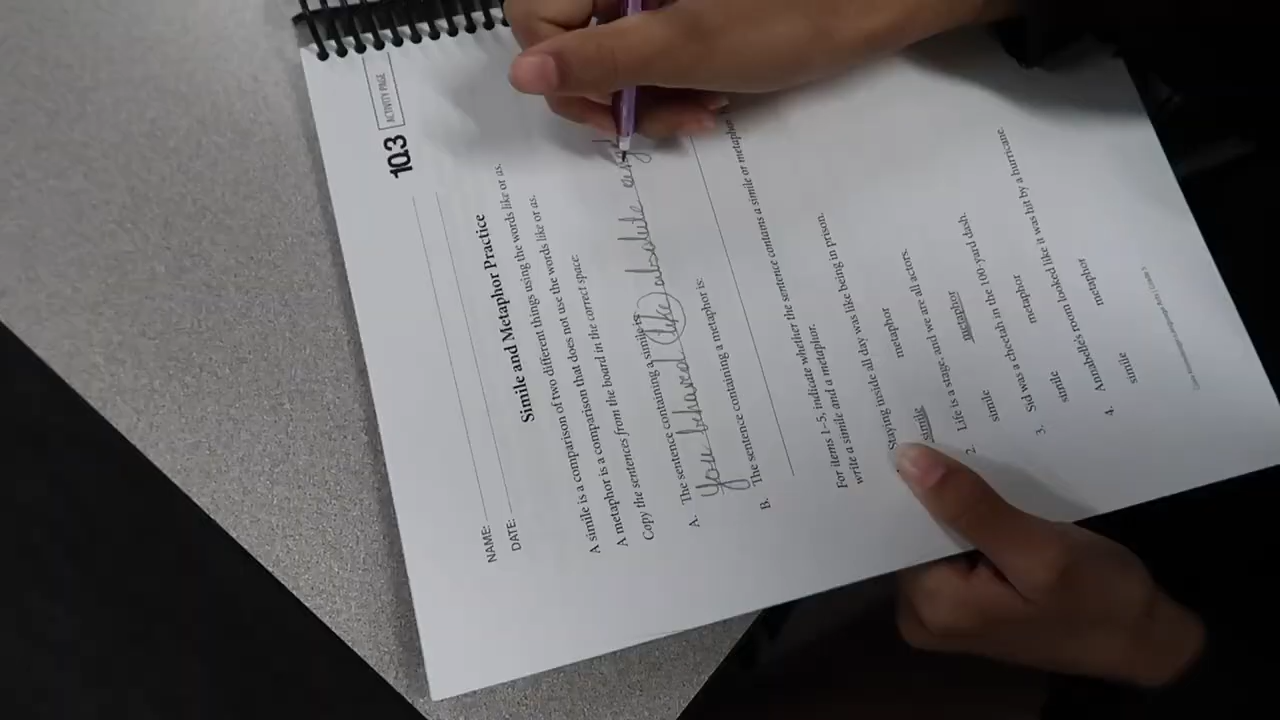 NAME:
DATE:
10.3
ACTIVITY PAGE
Simile and Metaphor Practice
A simile is a comparison of two different things using the words like or as.
A metaphor is a comparison that does not use the words like or as.
Copy the sentences from the board in the correct space:
A. The sentence containing a simile is
You behaved like absolute
B. The sentence containing a metaphor is:
For items 1–5, indicate whether the sentence contains a simile or metaphor
write a simile and a metaphor.
Staying inside all day was like being in prison.
simile metaphor
2. Life is a stage, and we are all actors.
simile metaphor
3. Sid was a cheetah in the 100-yard dash.
simile metaphor
4. Annabelle's room looked like it was hit by a hurricane.
simile metaphor